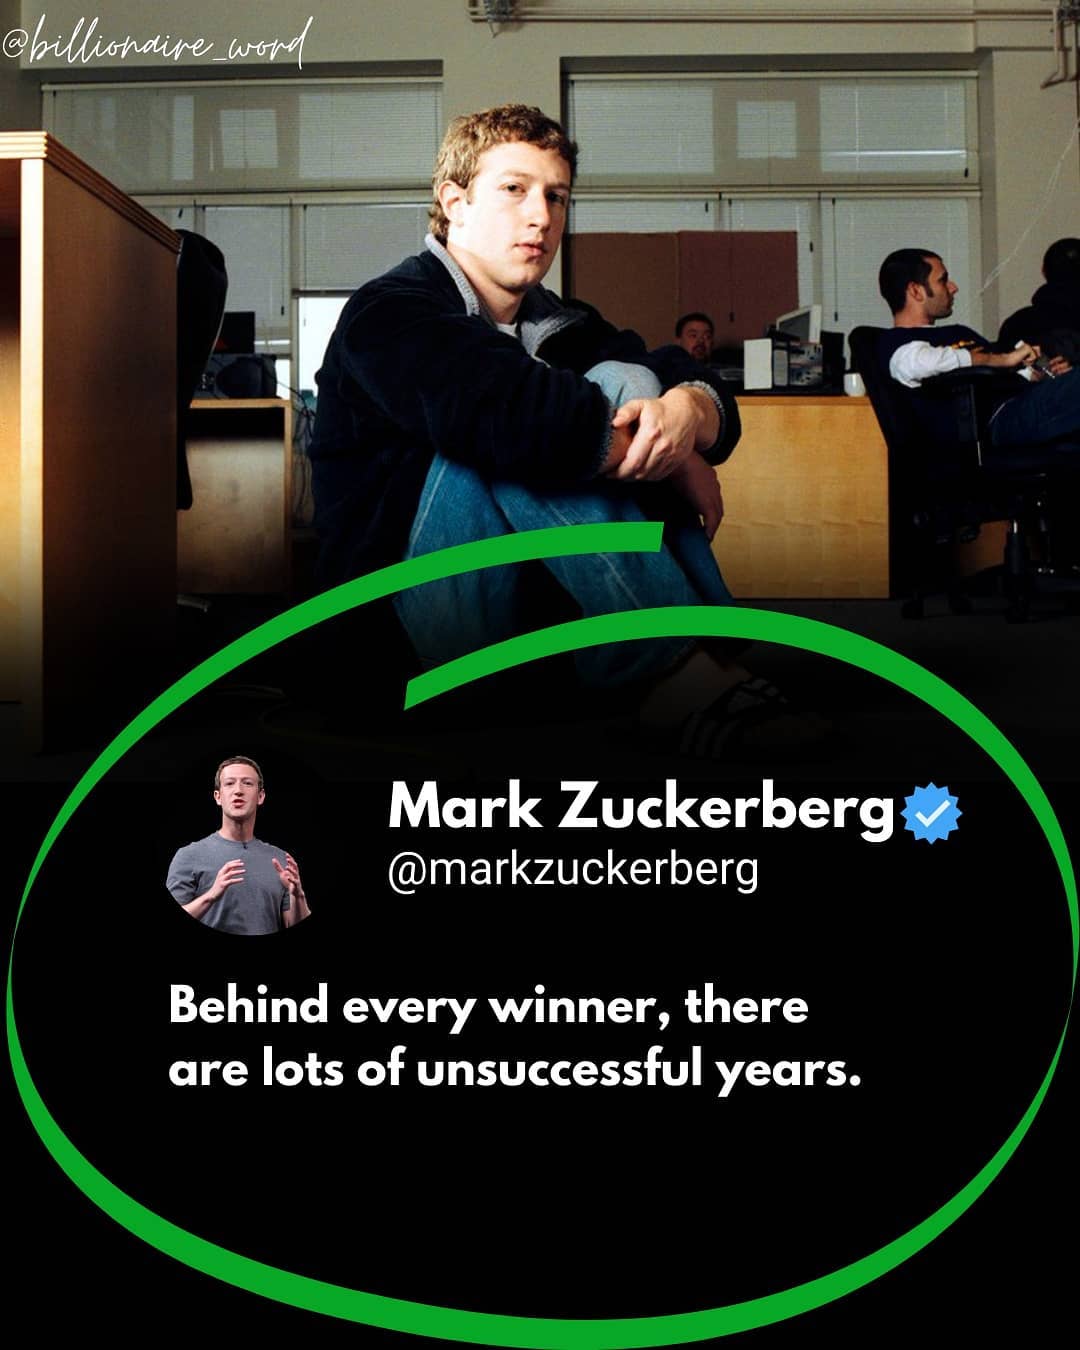 @billionaire_word
Mark Zuckerberg
@markzuckerberg
Behind every winner, there
are lots of unsuccessful years.